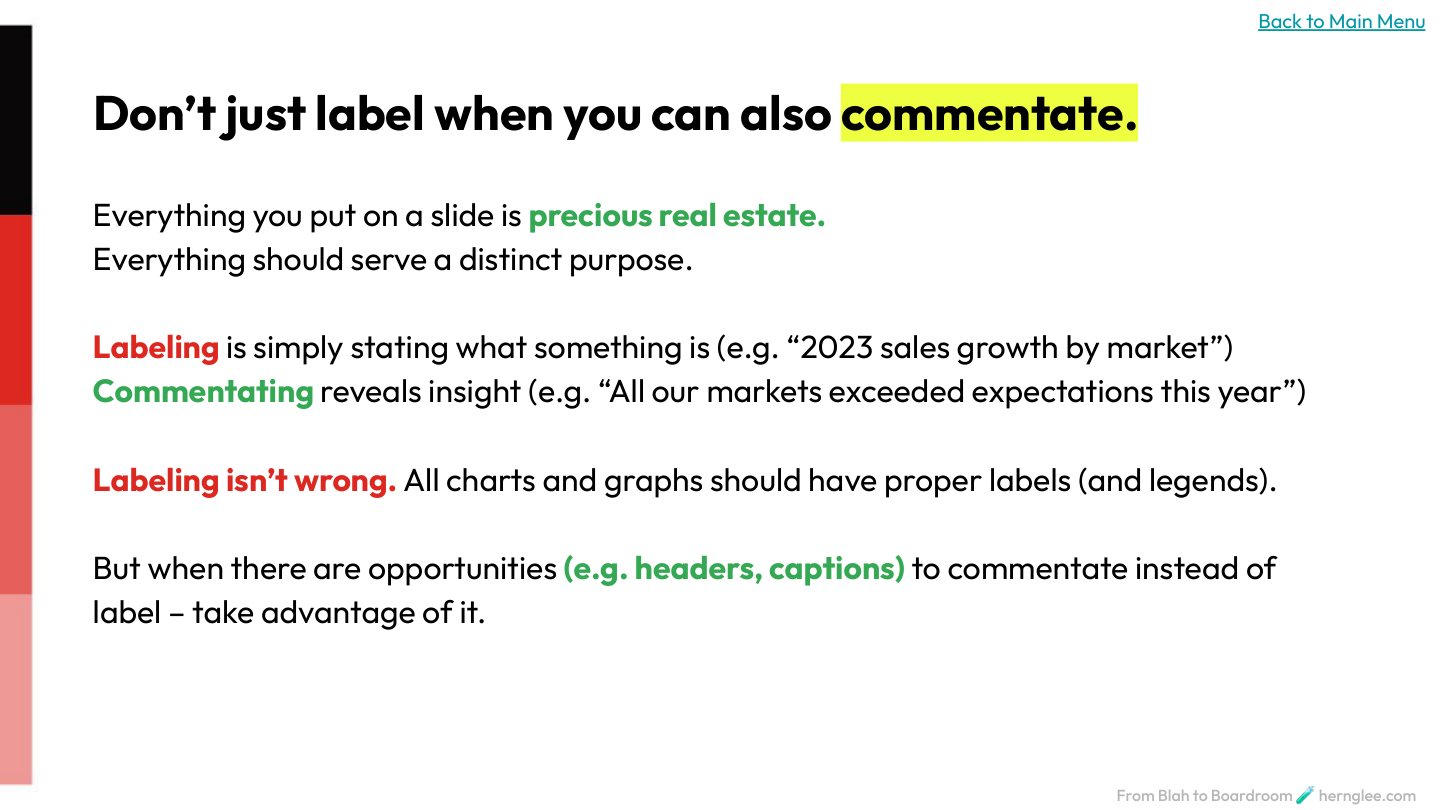 Back to Main Menu
Don’t just label when you can also commentate.
Everything you put on a slide is precious real estate.
Everything should serve a distinct purpose.
Labeling is simply stating what something is (e.g. “2023 sales growth by market”)
Commentating reveals insight (e.g. “All our markets exceeded expectations this year”)
Labeling isn’t wrong. All charts and graphs should have proper labels (and legends).
But when there are opportunities (e.g. headers, captions) to commentate instead of
label – take advantage of it.
From Blah to Boardroom 🧪 hernglee.com